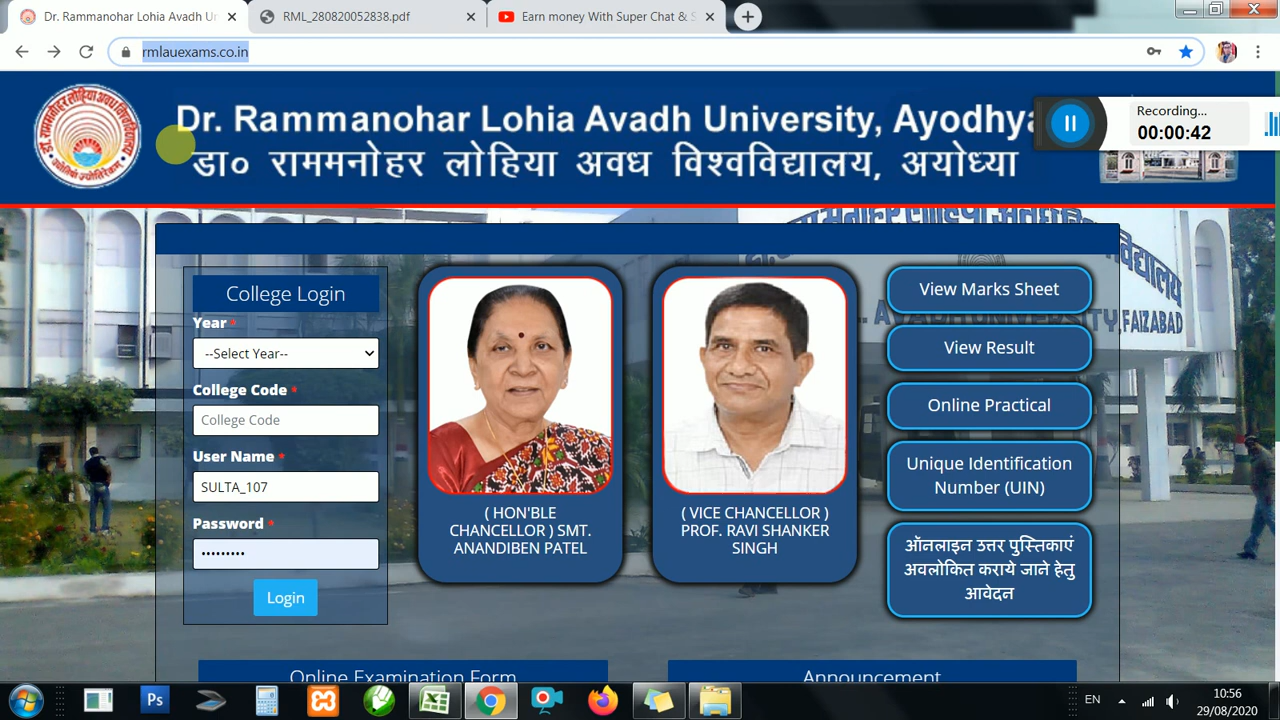 Dr. Rammanohar Lohia Avadh Ur
RML_280820052838.pdf
Earn money With Super Chat & S
rmlauexams.co.in
Dr. Rammanohar Lohia Avadh University, Ayodhya
डा० राममनोहर लोहिया अवध विश्वविद्यालय, अयोध्या
Recording...
00:00:42
College Login
Year *
--Select Year--
College Code *
College Code
User Name *
SULTA_107
Password *
•••••••••
Login
( HON'BLE
CHANCELLOR ) SMT.
ANANDIBEN PATEL
( VICE CHANCELLOR )
PROF. RAVI SHANKER
SINGH
View Marks Sheet
View Result
Online Practical
Unique Identification
Number (UIN)
ऑनलाइन उत्तर पुस्तिकाएं
अवलोकित कराये जाने हेतु
आवेदन
AVADH UNIVERSITY, FAIZABAD
Online Examination Form
Announcement
Ps
EN
10:56
29/08/2020